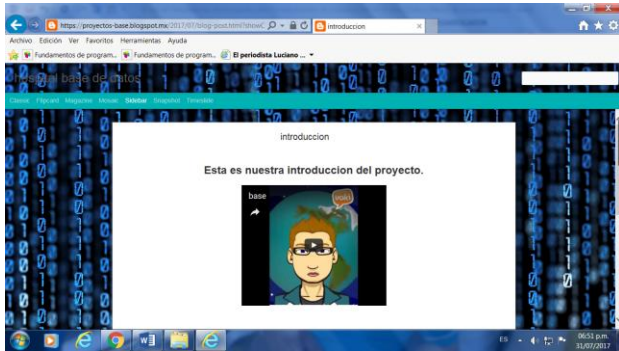 https://proyectos-base.blogspot.mx/2017/07/blog-post.html?showC
introduccion
Archivo Edición Ver Favoritos Herramientas Ayuda
Fundamentos de program... Fundamentos de program... El periodista Luciano ...
base de datos
Classic Flipcard Magazine Mosaic Sidebar Snapshot Timeslide
introduccion
Esta es nuestra introduccion del proyecto.
base
voki
ES
06:51 p.m.
31/07/2017